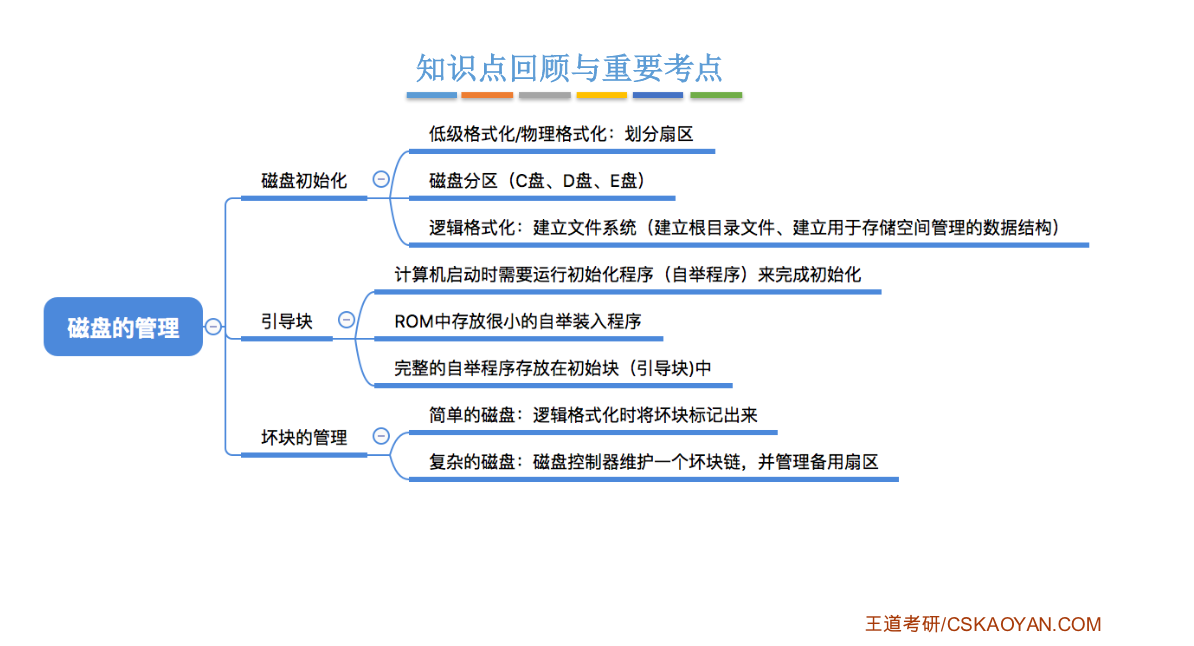 知识点回顾与重要考点
磁盘的管理
磁盘初始化
低级格式化/物理格式化：划分扇区
磁盘分区（C盘、D盘、E盘）
逻辑格式化：建立文件系统（建立根目录文件、建立用于存储空间管理的数据结构）
引导块
计算机启动时需要运行初始化程序（自举程序）来完成初始化
ROM中存放很小的自举装入程序
完整的自举程序存放在初始块（引导块)中
坏块的管理
简单的磁盘：逻辑格式化时将坏块标记出来
复杂的磁盘：磁盘控制器维护一个坏块链，并管理备用扇区
王道考研/CSKAOYAN.COM